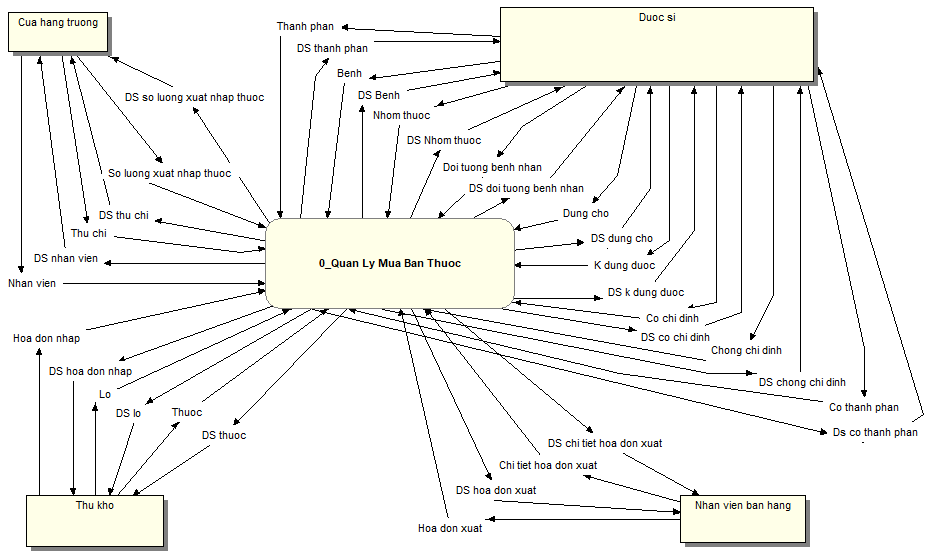 Cua hang truong
Duoc si
Thanh phan
DS thanh phan
Benh
DS Benh
DS so luong xuat nhap thuoc
Nhom thuoc
DS Nhom thuoc
Doi tuong benh nhan
So luong xuat nhap thuoc
DS doi tuong benh nhan
DS thu chi
Dung cho
Thu chi
DS dung cho
DS nhan vien
0_Quan Ly Mua Ban Thuoc
K dung duoc
Nhan vien
DS k dung duoc
Co chi dinh
Hoa don nhap
DS co chi dinh
Chong chi dinh
DS hoa don nhap
DS chong chi dinh
Lo
Co thanh phan
DS lo
Thuoc
Ds co thanh phan
DS thuoc
DS chi tiet hoa don xuat
Chi tiet hoa don xuat
DS hoa don xuat
Thu kho
Nhan vien ban hang
Hoa don xuat